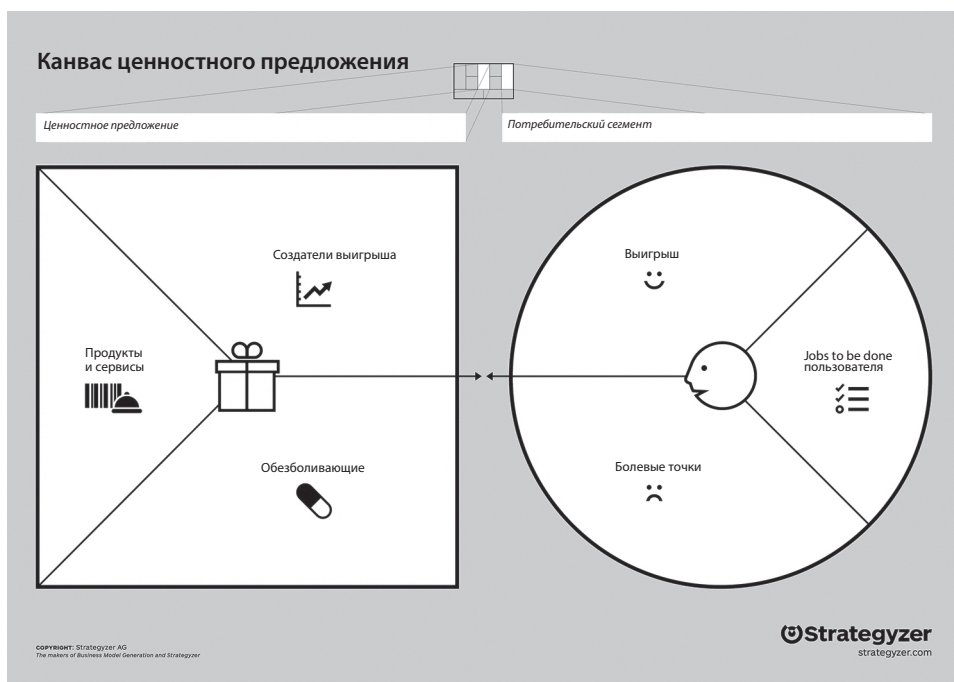 Канвас ценностного предложения
Ценностное предложение
Потребительский сегмент
Создатели выигрыша
Продукты
и сервисы
Обезболивающие
Выигрыш
Jobs to be done
пользователя
Болевые точки
COPYRIGHT: Strategyzer AG
The makers of Business Model Generation and Strategyzer
Strategyzer
strategyzer.com